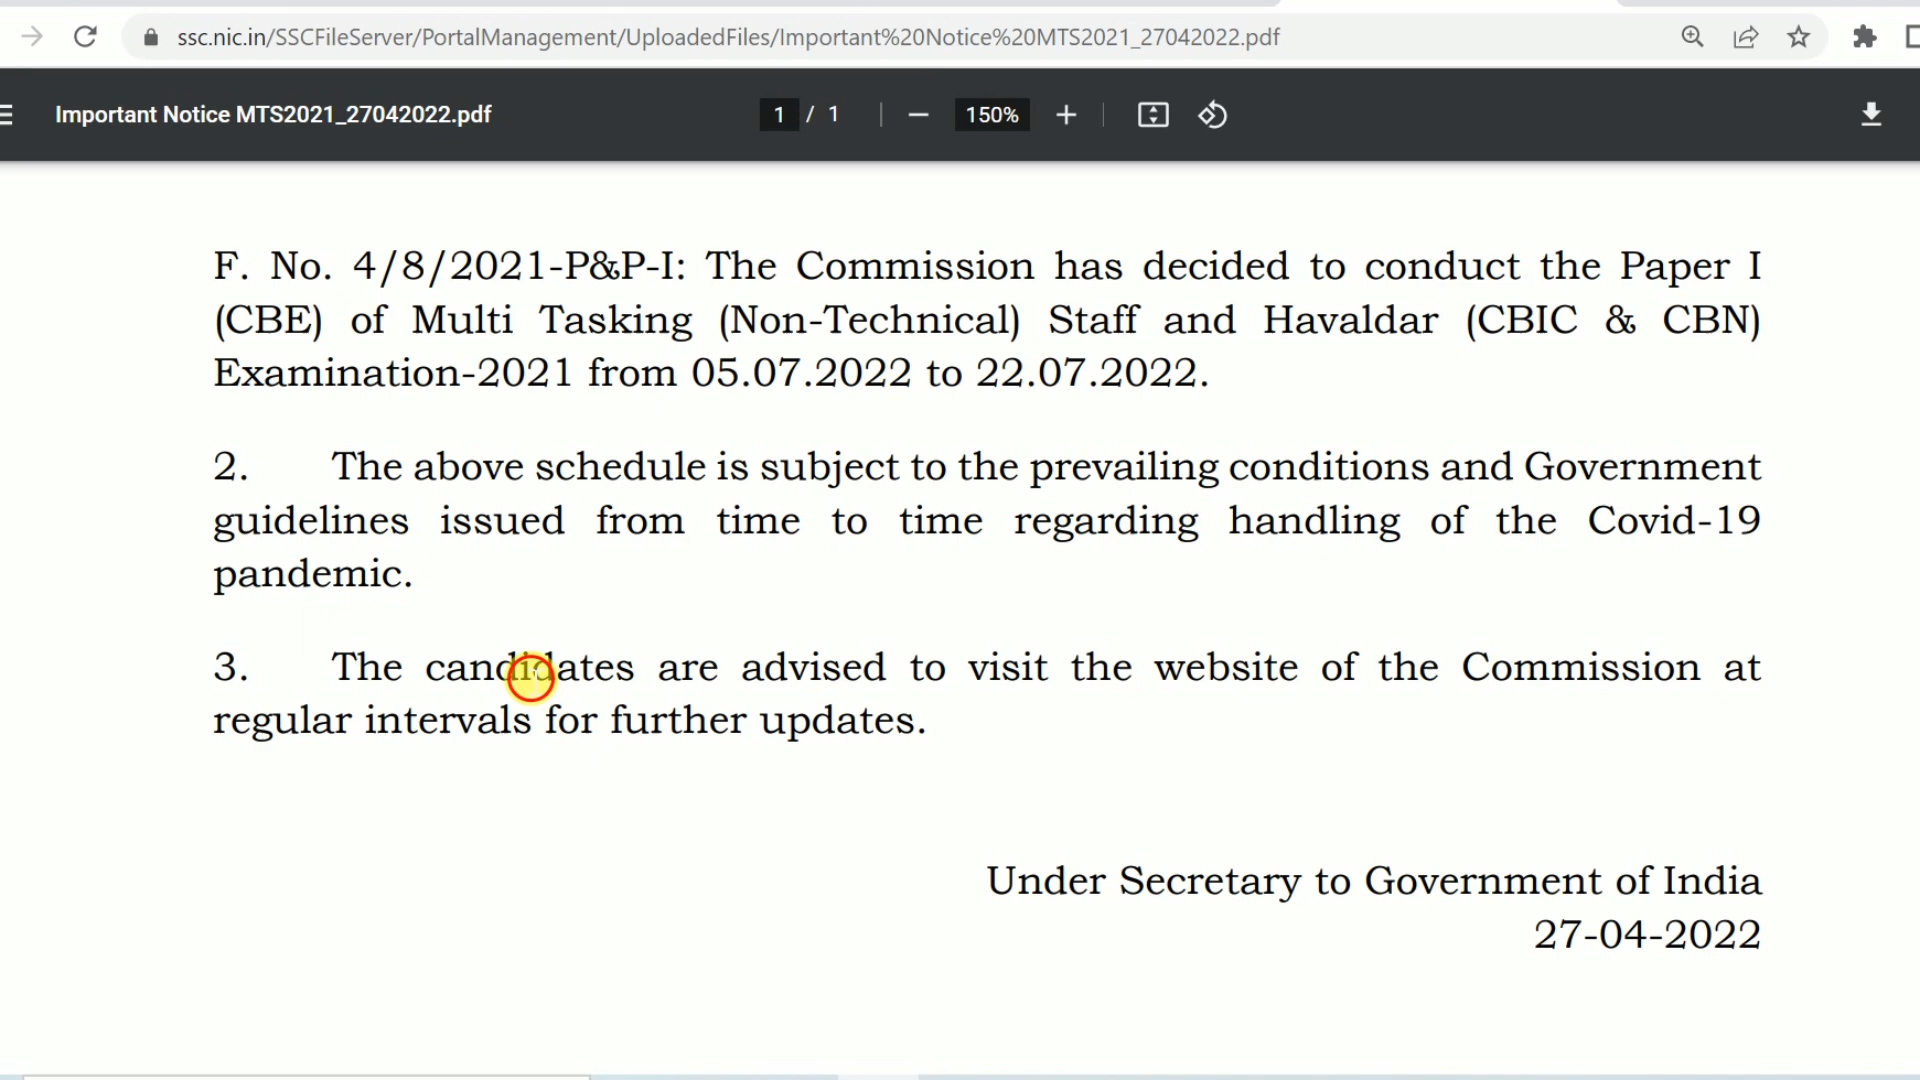 ssc.nic.in/SSCFileServer/PortalManagement/UploadedFiles/Important%20Notice%20MTS2021_27042022.pdf
Important Notice MTS2021_27042022.pdf 1 / 1 150%
F. No. 4/8/2021-P&P-I: The Commission has decided to conduct the Paper I
(CBE) of Multi Tasking (Non-Technical) Staff and Havaldar (CBIC & CBN)
Examination-2021 from 05.07.2022 to 22.07.2022.
2. The above schedule is subject to the prevailing conditions and Government
guidelines issued from time to time regarding handling of the Covid-19
pandemic.
3. The candidates are advised to visit the website of the Commission at
regular intervals for further updates.
Under Secretary to Government of India
27-04-2022